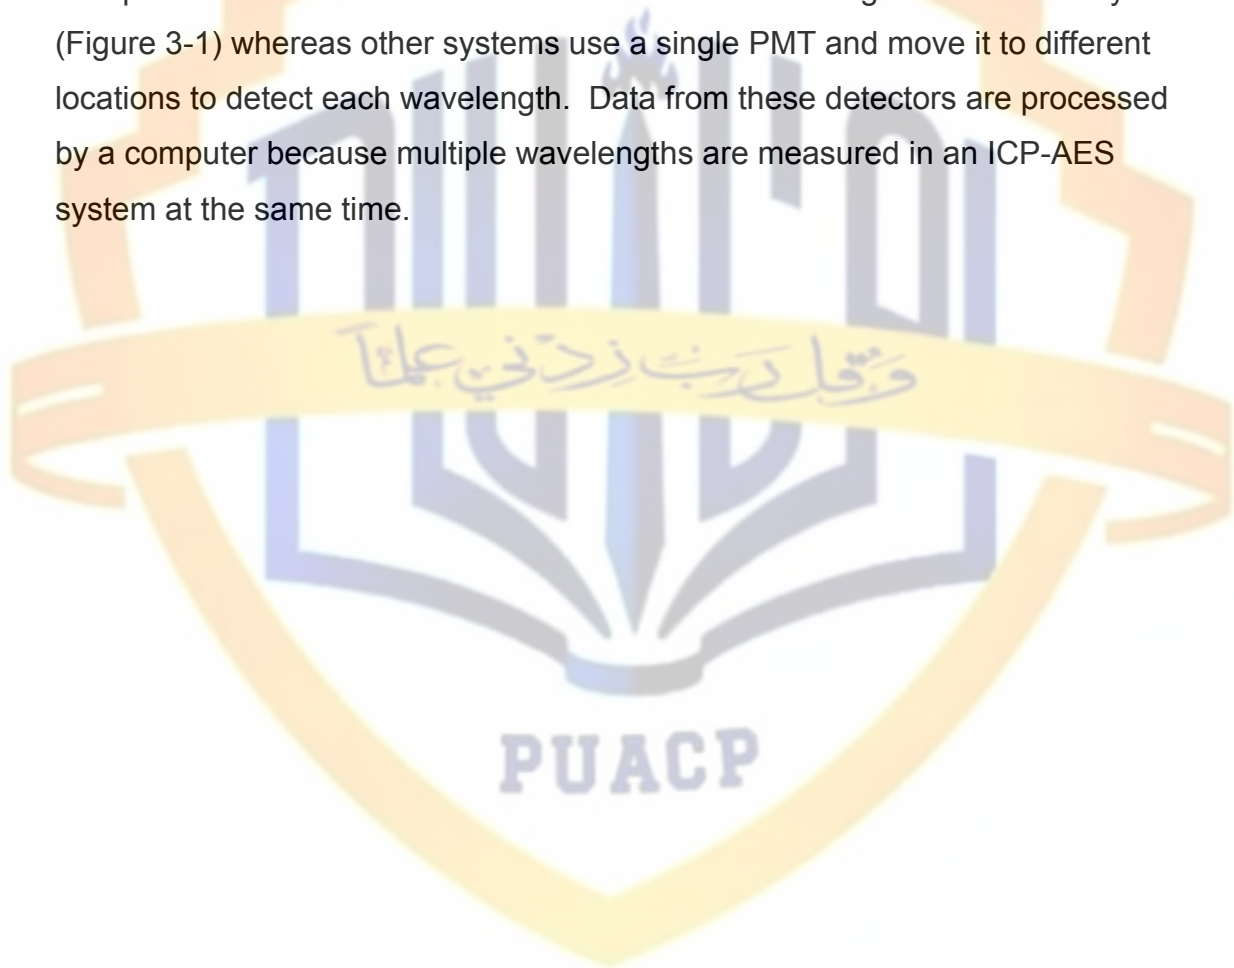 (Figure 3-1) whereas other systems use a single PMT and move it to different
locations to detect each wavelength.  Data from these detectors are processed
by a computer because multiple wavelengths are measured in an ICP-AES
system at the same time.
وَقُل رَبِّ زِدْنِي عِلْمًا
PUACP